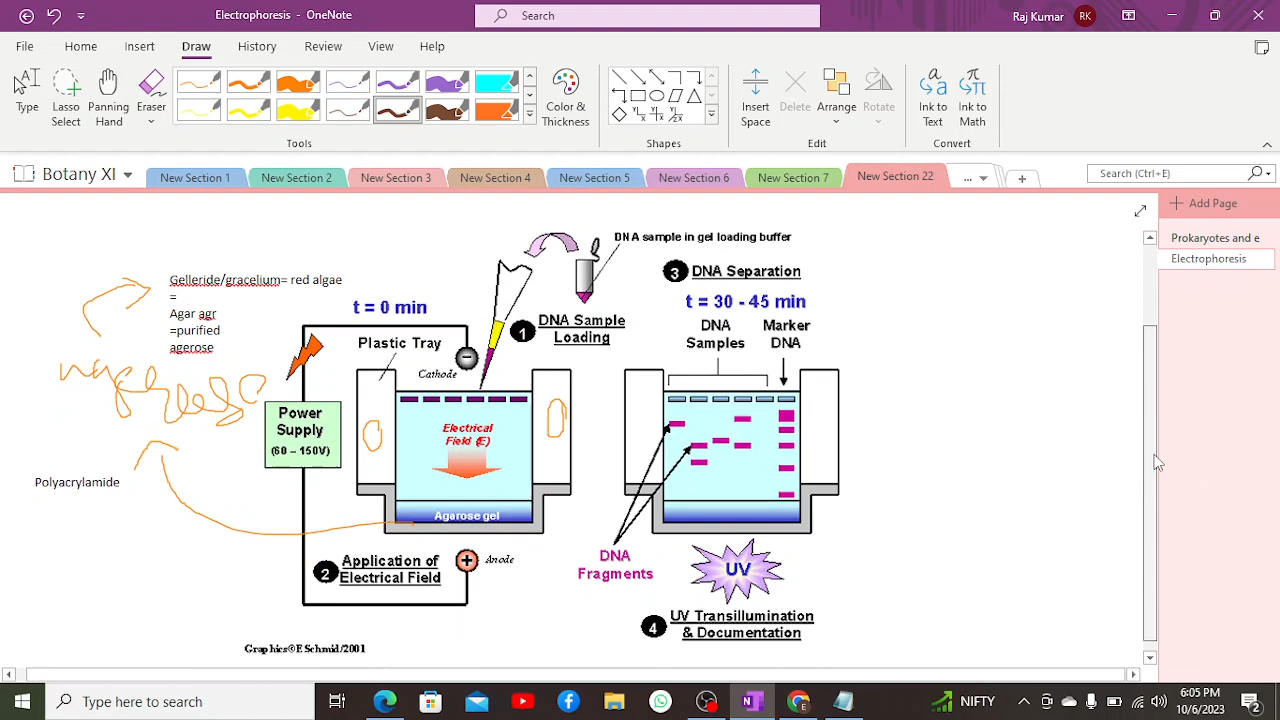 Electrophoresis - OneNote
Search
Raj Kumar
RK
File
Home
Insert
Draw
History
Review
View
Help
Type
Lasso
Select
Panning
Hand
Eraser
Color &
Thickness
Insert
Space
Delete
Arrange
Rotate
Ink to
Text
Ink to
Math
Tools
Shapes
Edit
Convert
Botany XI
New Section 1
New Section 2
New Section 3
New Section 4
New Section 5
New Section 6
New Section 7
New Section 22
...
Search (Ctrl+E)
Add Page
Prokaryotes and e
Electrophoresis
DNA sample in gel loading buffer
Gelleride/gracelium= red algae
=
Agar agr
=purified
agerose
t = 0 min
1
DNA Sample
Loading
3
DNA Separation
t = 30 - 45 min
DNA
Samples
Marker
DNA
Plastic Tray
Cathode
−
Power
Supply
(60 – 150V)
Electrical
Field (E)
Agarose gel
Polyacrylamide
2
Application of
Electrical Field
+
Anode
DNA
Fragments
UV
4
UV Transillumination
& Documentation
Graphics©E Schmid/2001
Type here to search
NIFTY
6:05 PM
10/6/2023
2